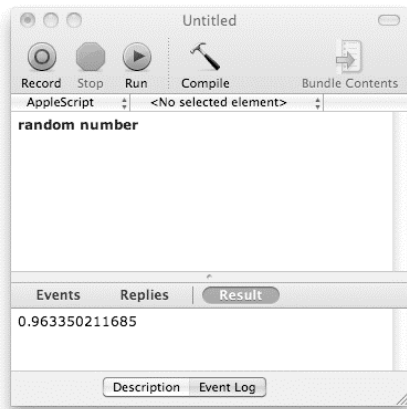 Untitled
Record Stop Run Compile Bundle Contents
AppleScript <No selected element>
random number
Events Replies Result
0.963350211685
Description Event Log